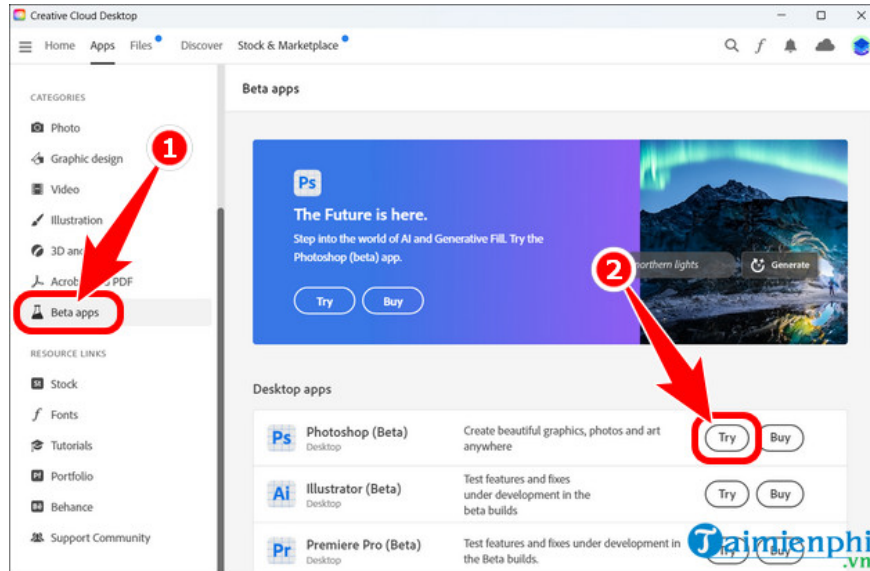 Creative Cloud Desktop
Home Apps Files Discover Stock & Marketplace
CATEGORIES
Photo
Graphic design
Video
Illustration
3D and
Acrob PDF
Beta apps
RESOURCE LINKS
Stock
Fonts
Tutorials
Portfolio
Behance
Support Community
1
Beta apps
Ps
The Future is here.
Step into the world of AI and Generative Fill. Try the
Photoshop (beta) app.
Try Buy
northern lights Generate
2
Desktop apps
Ps Photoshop (Beta)
Desktop
Create beautiful graphics, photos and art
anywhere
Try Buy
Ai Illustrator (Beta)
Desktop
Test features and fixes
under development in the
beta builds
Try Buy
Pr Premiere Pro (Beta)
Desktop
Test features and fixes under development in
the Beta builds.
Try Buy
Taimienphi
.vn